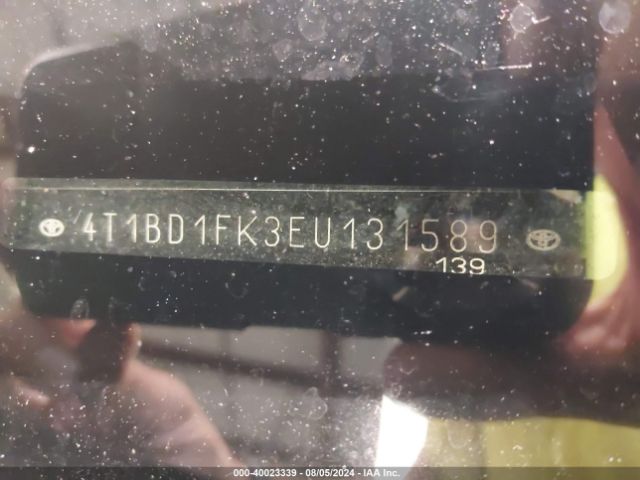 4T1BD1FK3EU131589
139
000-40023339 - 08/05/2024 - IAA Inc.